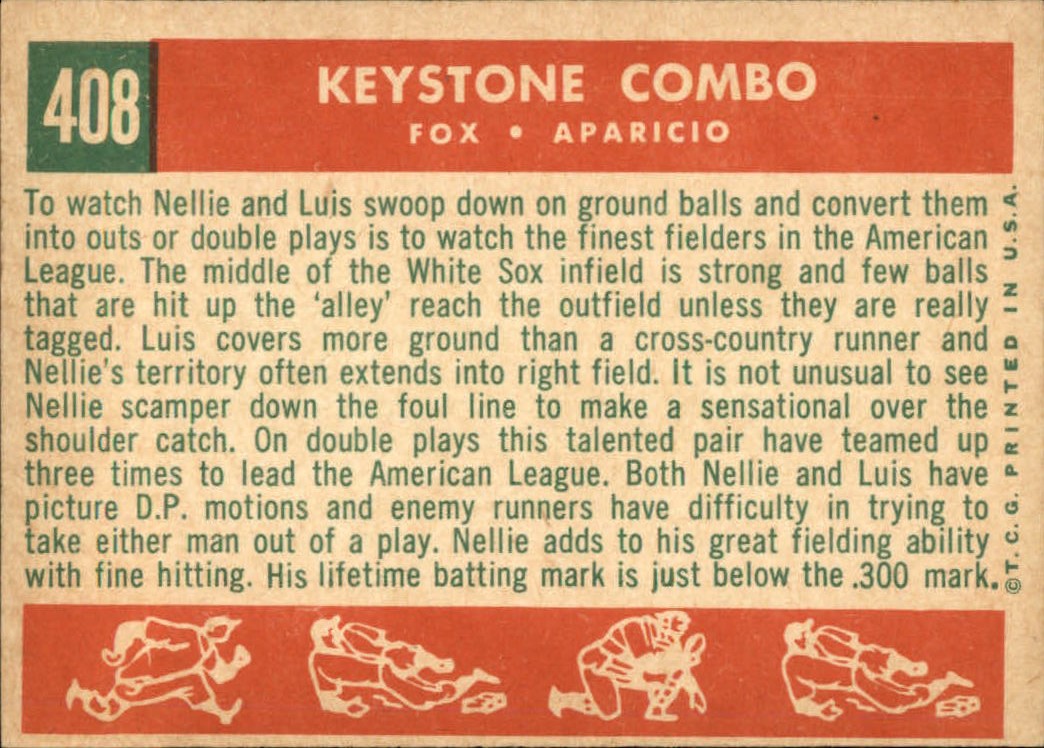 408
KEYSTONE COMBO
FOX • APARICIO
To watch Nellie and Luis swoop down on ground balls and convert them
into outs or double plays is to watch the finest fielders in the American
League. The middle of the White Sox infield is strong and few balls
that are hit up the 'alley' reach the outfield unless they are really
tagged. Luis covers more ground than a cross-country runner and
Nellie's territory often extends into right field. It is not unusual to see
Nellie scamper down the foul line to make a sensational over the
shoulder catch. On double plays this talented pair have teamed up
three times to lead the American League. Both Nellie and Luis have
picture D.P. motions and enemy runners have difficulty in trying to
take either man out of a play. Nellie adds to his great fielding ability
with fine hitting. His lifetime batting mark is just below the .300 mark.
©T. C. G. PRINTED IN U.S.A.